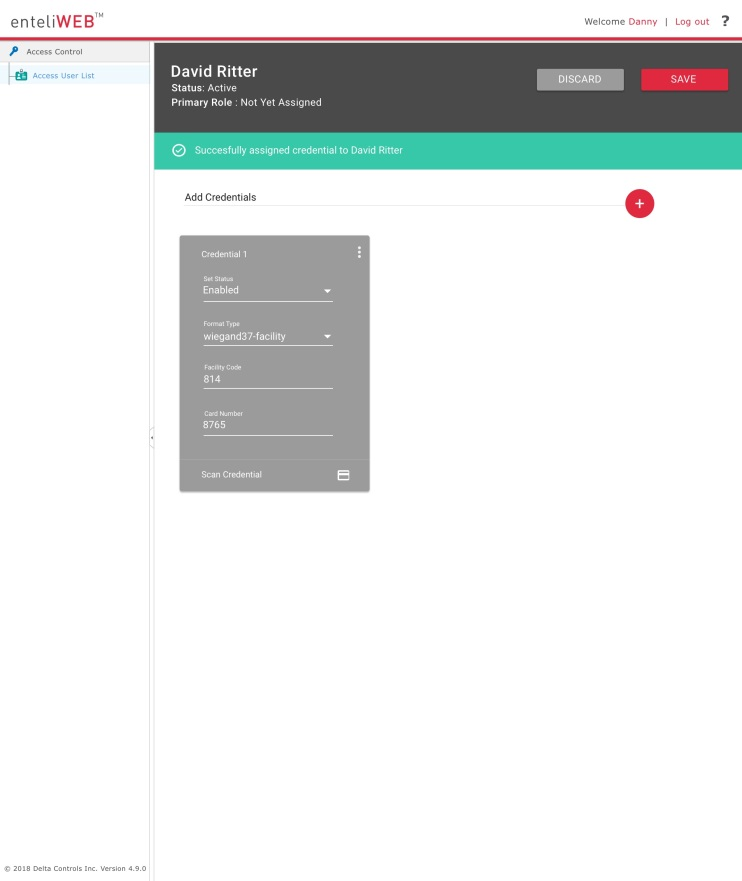 enteliWEB™
Welcome Danny | Log out ?
Access Control
Access User List
David Ritter
Status: Active
Primary Role : Not Yet Assigned
DISCARD
SAVE
Succesfully assigned credential to David Ritter
Add Credentials
+
Credential 1
Set Status
Enabled
Format Type
wiegand37-facility
Facility Code
814
Card Number
8765
Scan Credential
© 2018 Delta Controls Inc. Version 4.9.0